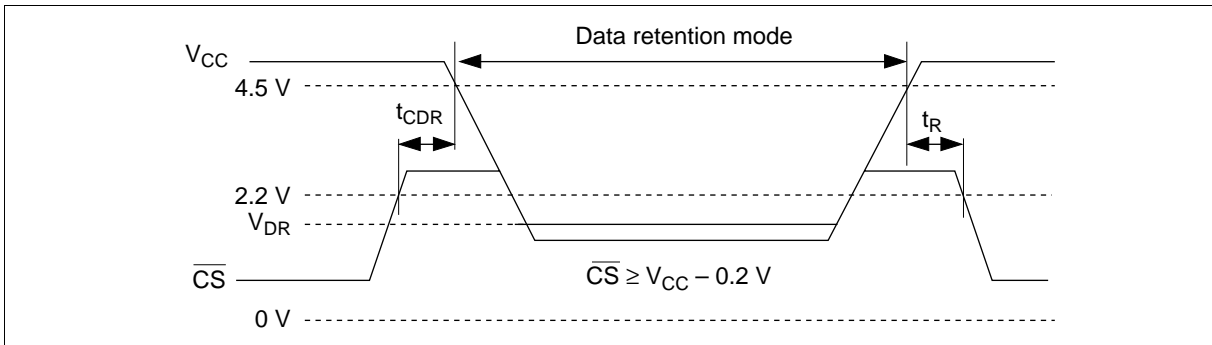 Data retention mode
VCC
4.5 V
tCDR
tR
2.2 V
VDR
CS
CS ≥ VCC – 0.2 V
0 V